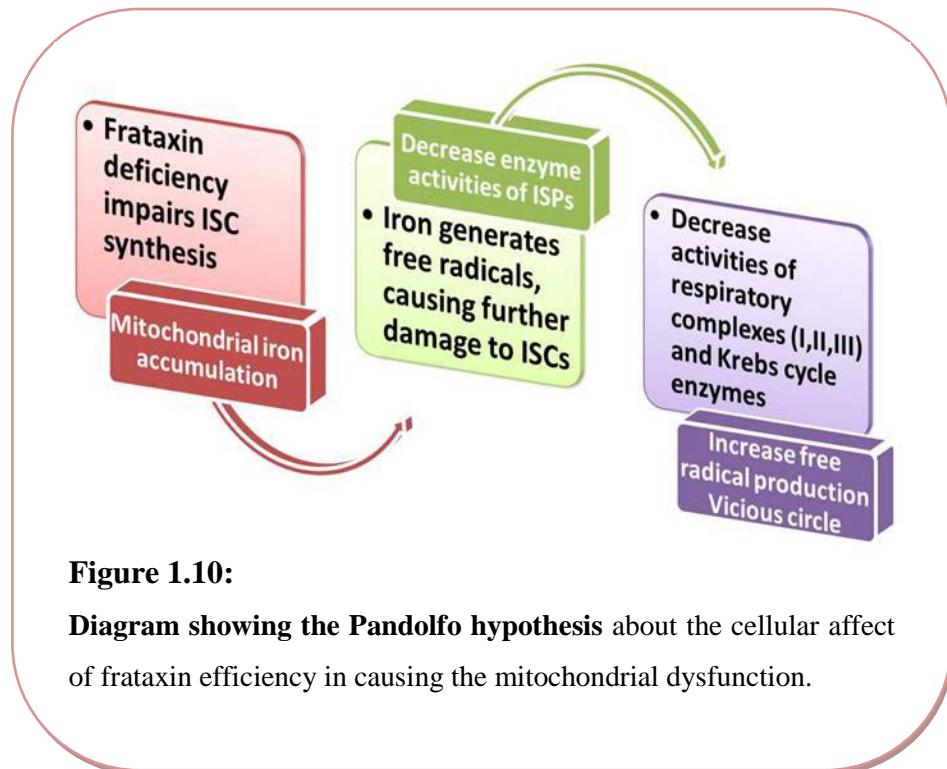 • Frataxin
deficiency
impairs ISC
synthesis
Mitochondrial iron
accumulation
Decrease enzyme
activities of ISPs
• Iron generates
free radicals,
causing further
damage to ISCs
• Decrease
activities of
respiratory
complexes (I,II,III)
and Krebs cycle
enzymes
Increase free
radical production
Vicious circle
Figure 1.10:
Diagram showing the Pandolfo hypothesis about the cellular affect
of frataxin efficiency in causing the mitochondrial dysfunction.